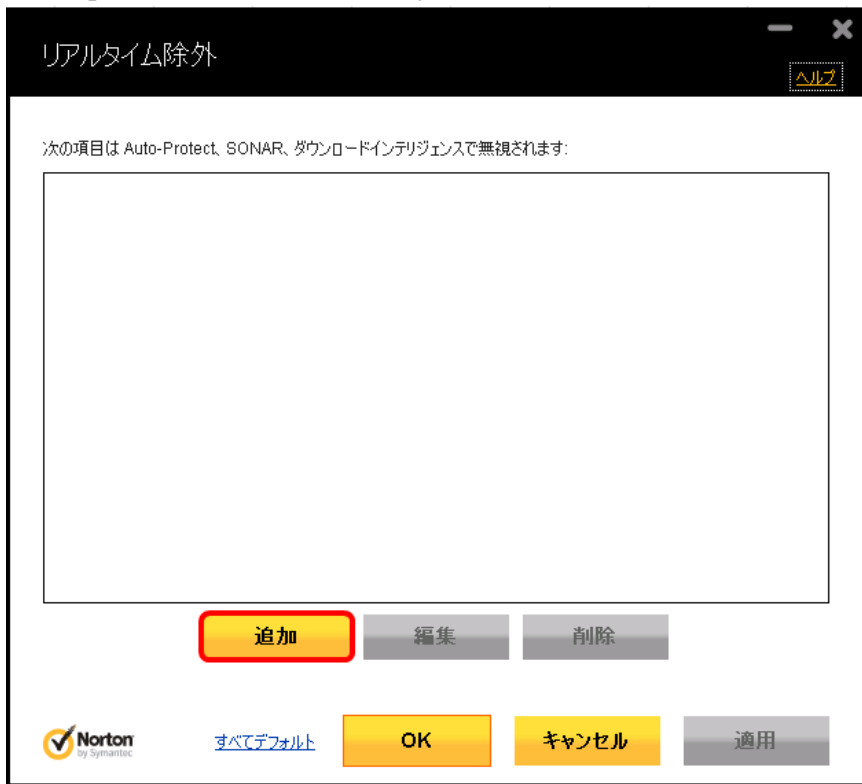 リアルタイム除外
ヘルプ
次の項目は Auto-Protect、SONAR、ダウンロードインテリジェンスで無視されます:
追加
編集
削除
Norton
by Symantec
すべてデフォルト
OK
キャンセル
適用